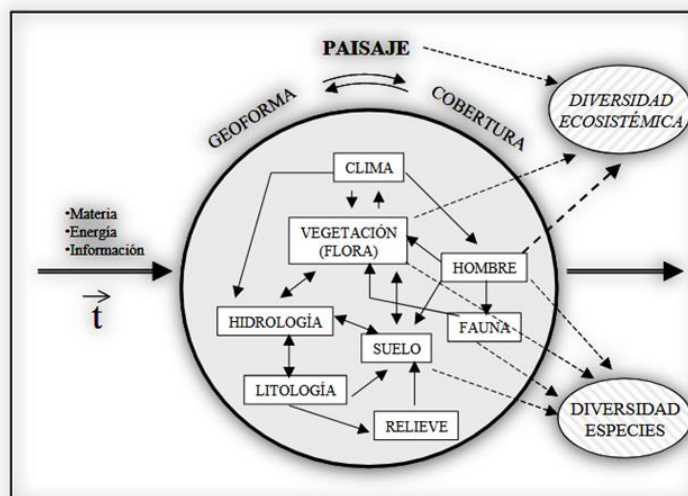 PAISAJE
GEOFORMA
COBERTURA
DIVERSIDAD
ECOSISTÉMICA
CLIMA
•Materia
•Energía
•Información
VEGETACIÓN
(FLORA)
HOMBRE
t
HIDROLOGÍA
FAUNA
SUELO
LITOLOGÍA
RELIEVE
DIVERSIDAD
ESPECIES